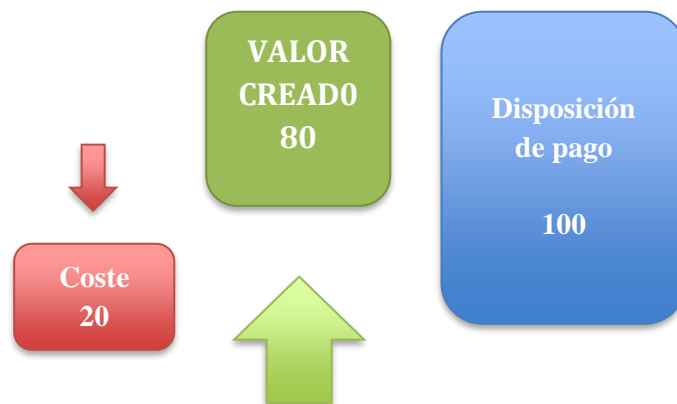 VALOR
CREAD0
80
Disposición
de pago
100
Coste
20